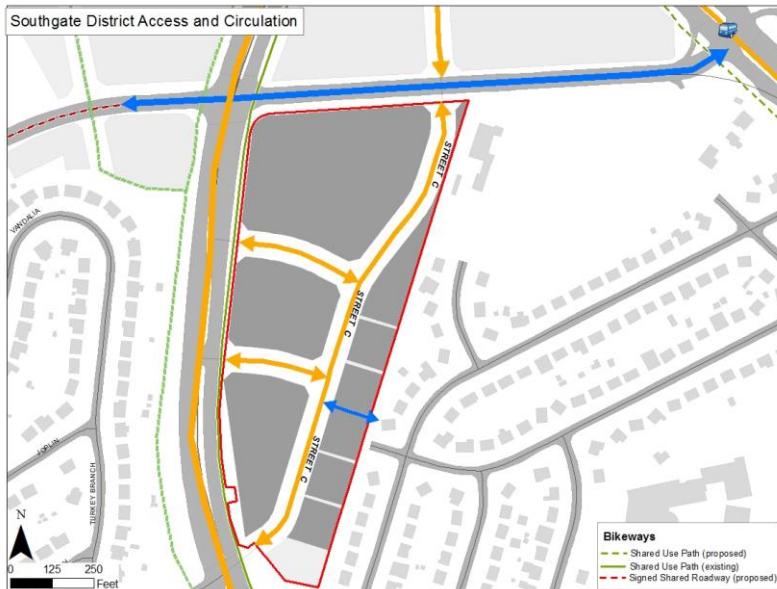 Southgate District Access and Circulation
STREET C
VANDALIA
STREET C
JOPLIN
TURKEY BRANCH
STREET C
N
0 125 250
Feet
Bikeways
Shared Use Path (proposed)
Shared Use Path (existing)
Signed Shared Roadway (proposed)